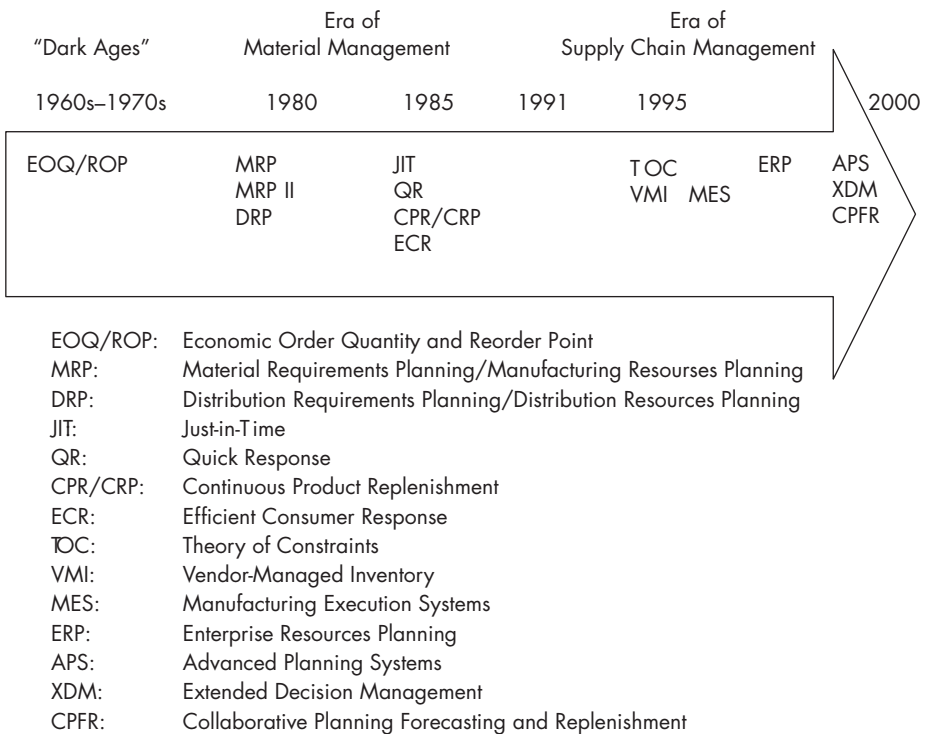 Era of Era of
"Dark Ages" Material Management Supply Chain Management
1960s–1970s 1980 1985 1991 1995 2000
EOQ/ROP MRP JIT TOC ERP APS
MRP II QR VMI MES XDM
DRP CPR/CRP CPFR
ECR
EOQ/ROP: Economic Order Quantity and Reorder Point
MRP: Material Requirements Planning/Manufacturing Resourses Planning
DRP: Distribution Requirements Planning/Distribution Resources Planning
JIT: Just-in-Time
QR: Quick Response
CPR/CRP: Continuous Product Replenishment
ECR: Efficient Consumer Response
TOC: Theory of Constraints
VMI: Vendor-Managed Inventory
MES: Manufacturing Execution Systems
ERP: Enterprise Resources Planning
APS: Advanced Planning Systems
XDM: Extended Decision Management
CPFR: Collaborative Planning Forecasting and Replenishment